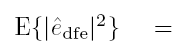 E{|ê_dfe|²} =